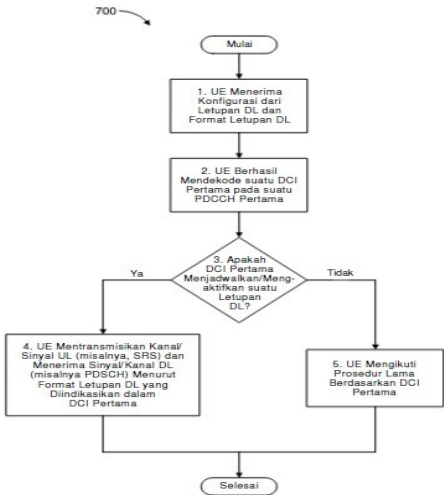 700
Mulai
1. UE Menerima
Konfigurasi dari
Letupan DL dan
Format Letupan DL
2. UE Berhasil
Mendekode suatu DCI
Pertama pada suatu
PDCCH Pertama
3. Apakah
DCI Pertama
Menjadwalkan/Meng-
aktifkan suatu
Letupan
DL?
Ya
Tidak
4. UE Mentransmisikan Kanal/
Sinyal UL (misalnya, SRS) dan
Menerima Sinyal/Kanal DL
(misalnya PDSCH) Menurut
Format Letupan DL yang
Diindikasikan dalam
DCI Pertama
5. UE Mengikuti
Prosedur Lama
Berdasarkan DCI
Pertama
Selesai